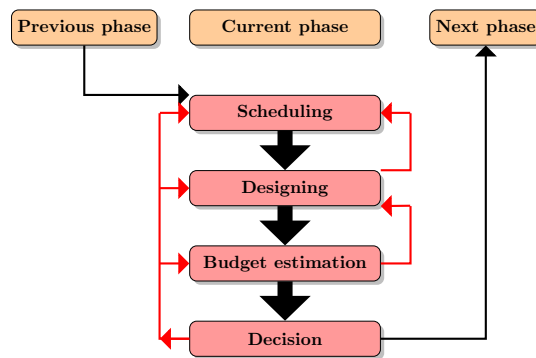 Previous phase
Current phase
Next phase
Scheduling
Designing
Budget estimation
Decision